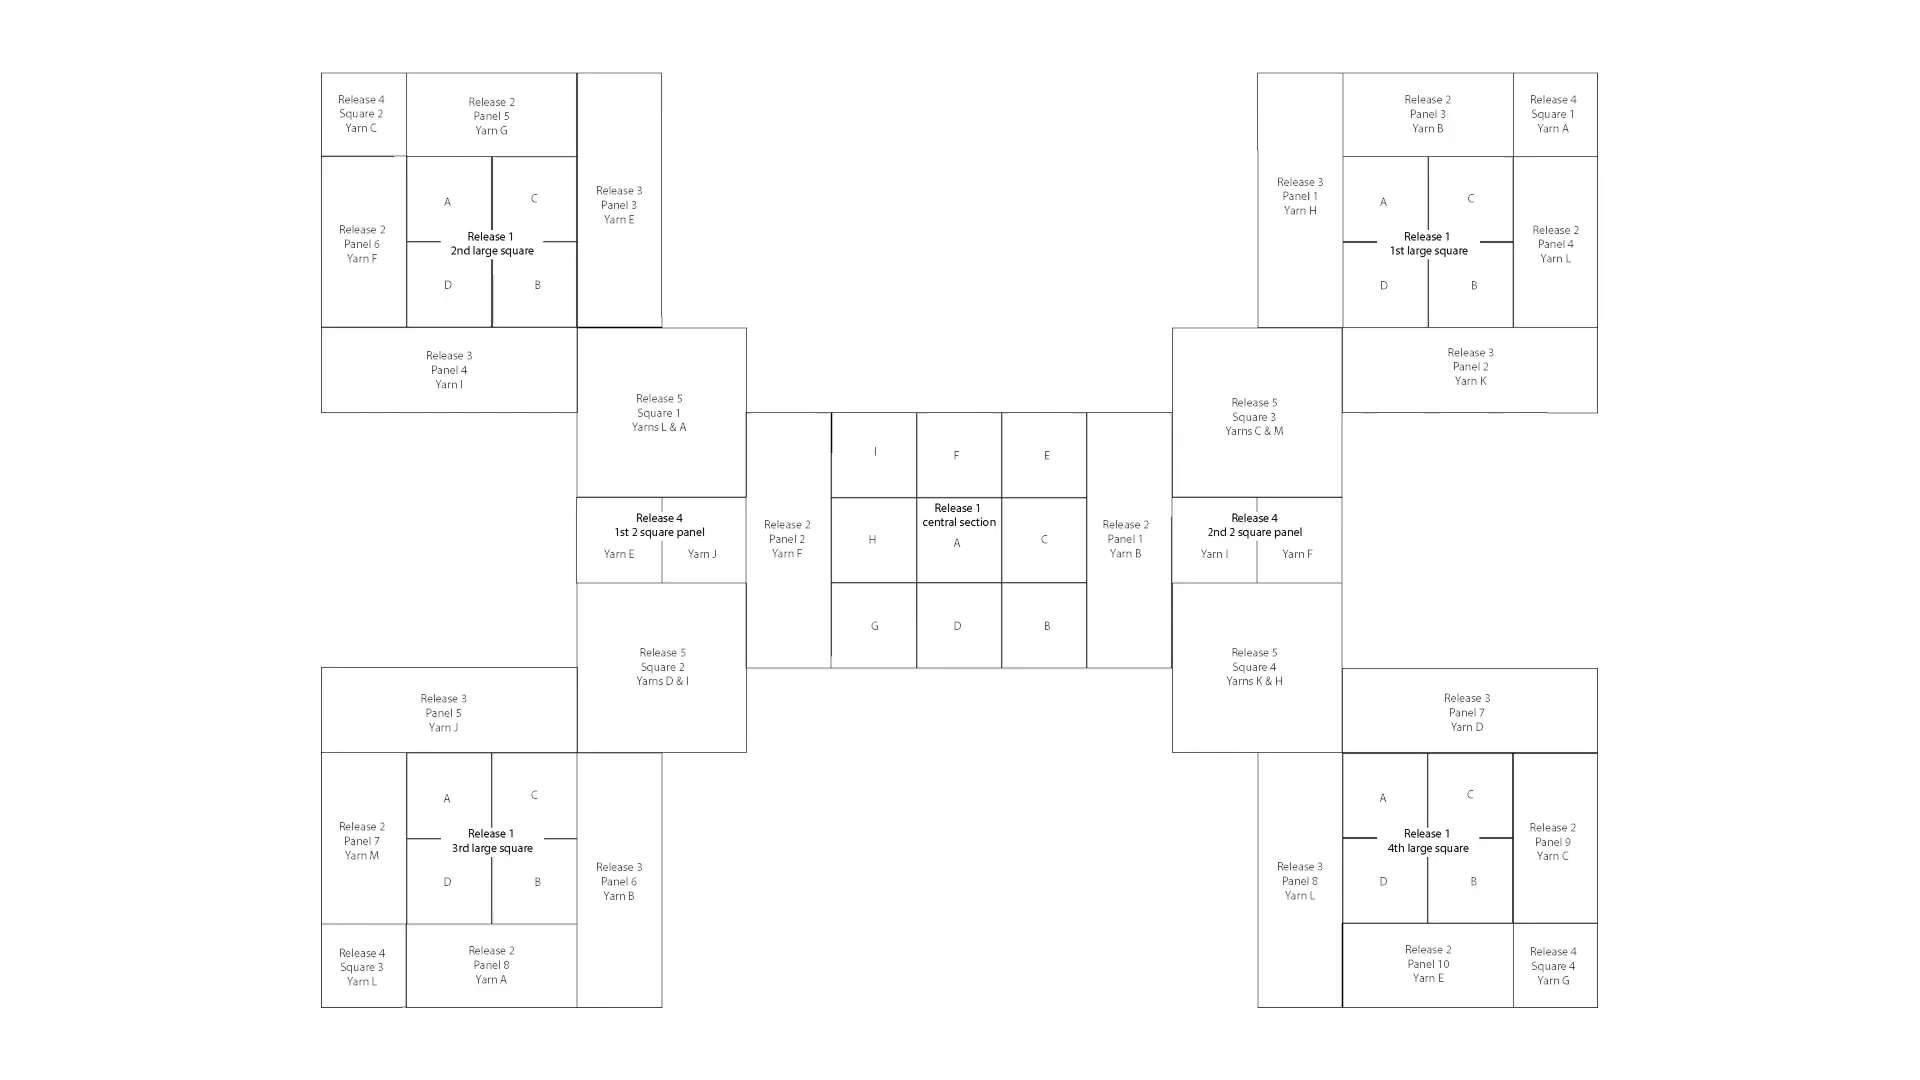 Release 4
Square 2
Yarn C
Release 2
Panel 5
Yarn G
Release 3
Panel 3
Yarn E
Release 2
Panel 6
Yarn F
A
C
Release 1
2nd large square
D
B
Release 3
Panel 4
Yarn I
Release 3
Panel 1
Yarn H
Release 2
Panel 3
Yarn B
Release 4
Square 1
Yarn A
A
C
Release 1
1st large square
D
B
Release 2
Panel 4
Yarn L
Release 3
Panel 2
Yarn K
Release 5
Square 1
Yarns L & A
Release 4
1st 2 square panel
Yarn E
Yarn J
Release 5
Square 2
Yarns D & I
Release 2
Panel 2
Yarn F
I
F
E
Release 1
central section
H
A
C
G
D
B
Release 2
Panel 1
Yarn B
Release 5
Square 3
Yarns C & M
Release 4
2nd 2 square panel
Yarn I
Yarn F
Release 5
Square 4
Yarns K & H
Release 3
Panel 5
Yarn J
Release 2
Panel 7
Yarn M
A
C
Release 1
3rd large square
D
B
Release 3
Panel 6
Yarn B
Release 4
Square 3
Yarn L
Release 2
Panel 8
Yarn A
Release 3
Panel 7
Yarn D
Release 3
Panel 8
Yarn L
A
C
Release 1
4th large square
D
B
Release 2
Panel 9
Yarn C
Release 2
Panel 10
Yarn E
Release 4
Square 4
Yarn G